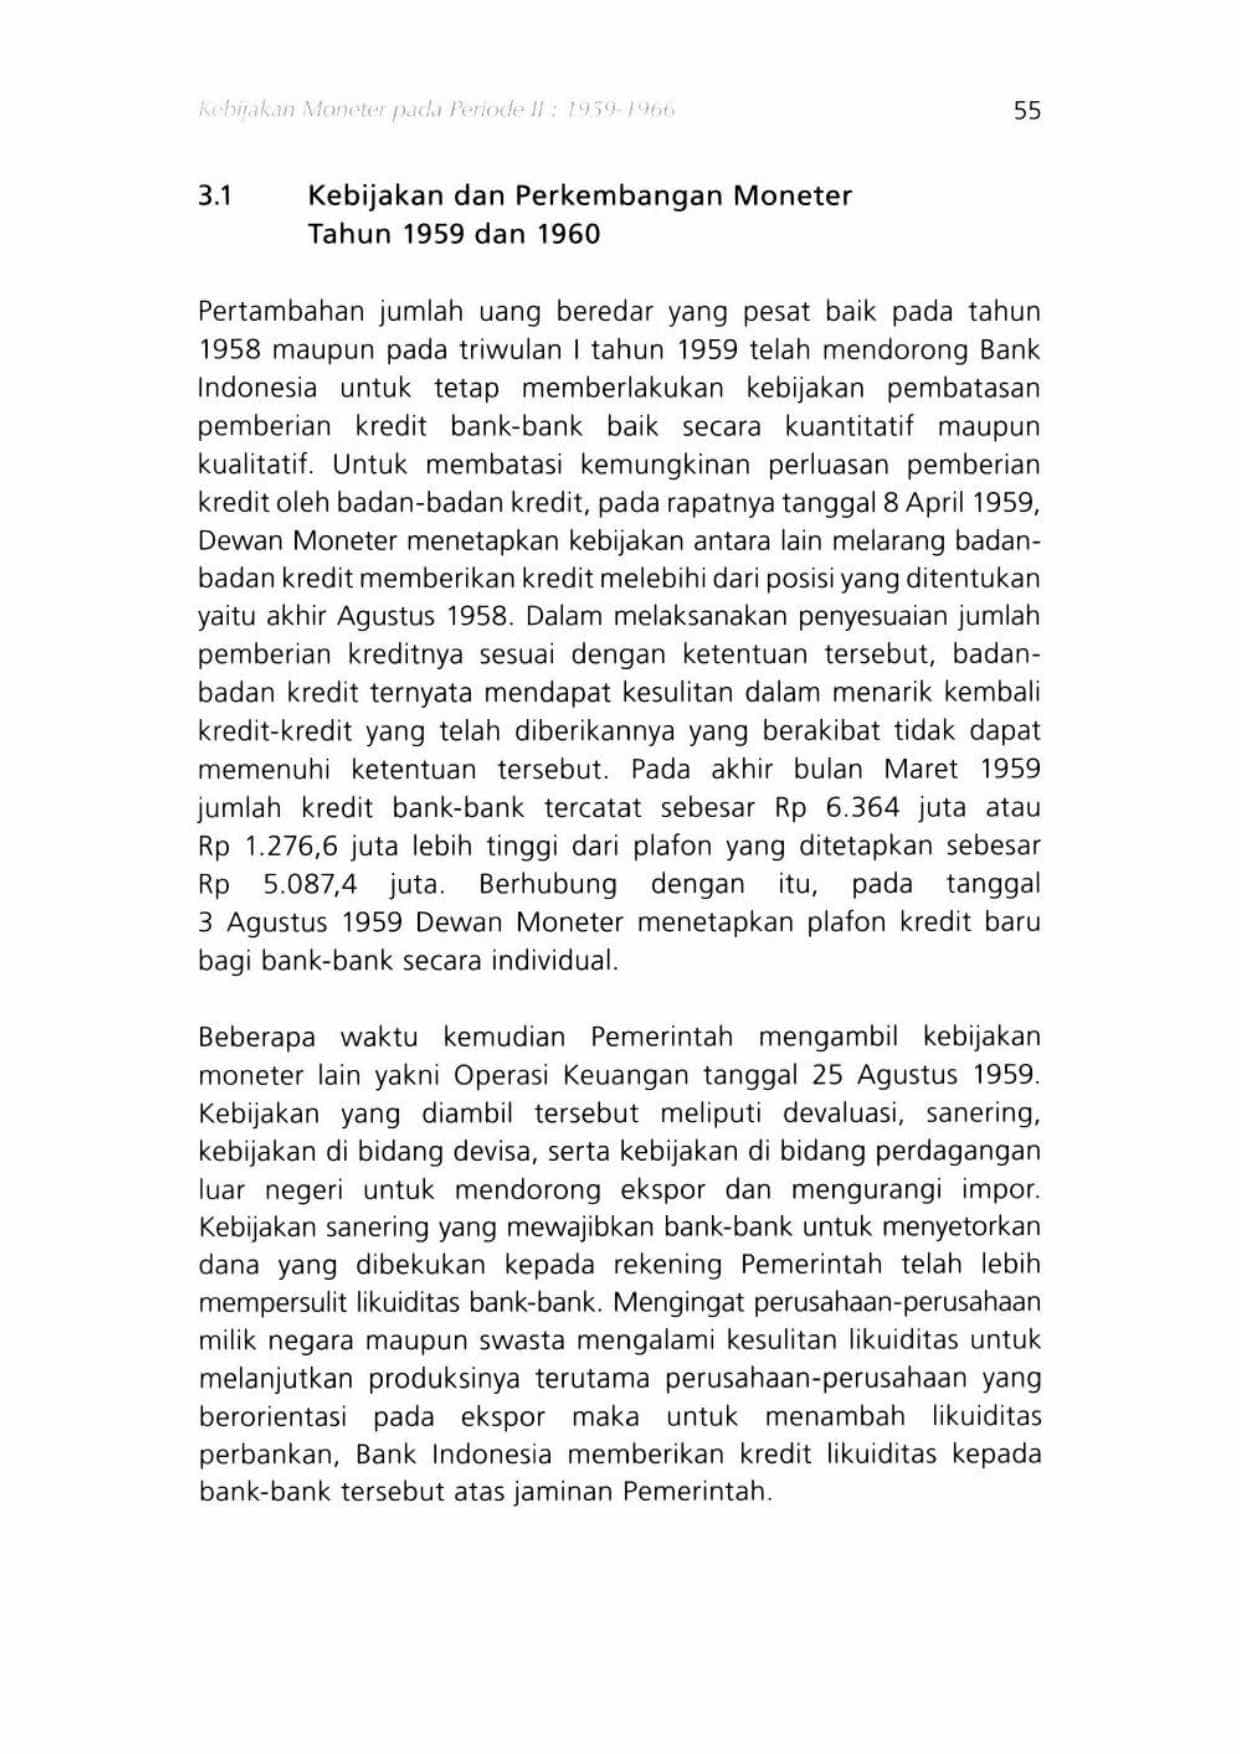 Kebijakan Moneter pada Periode II : 1959-1966
55
3.1 Kebijakan dan Perkembangan Moneter
Tahun 1959 dan 1960
Pertambahan jumlah uang beredar yang pesat baik pada tahun
1958 maupun pada triwulan I tahun 1959 telah mendorong Bank
Indonesia untuk tetap memberlakukan kebijakan pembatasan
pemberian kredit bank-bank baik secara kuantitatif maupun
kualitatif. Untuk membatasi kemungkinan perluasan pemberian
kredit oleh badan-badan kredit, pada rapatnya tanggal 8 April 1959,
Dewan Moneter menetapkan kebijakan antara lain melarang badan-
badan kredit memberikan kredit melebihi dari posisi yang ditentukan
yaitu akhir Agustus 1958. Dalam melaksanakan penyesuaian jumlah
pemberian kreditnya sesuai dengan ketentuan tersebut, badan-
badan kredit ternyata mendapat kesulitan dalam menarik kembali
kredit-kredit yang telah diberikannya yang berakibat tidak dapat
memenuhi ketentuan tersebut. Pada akhir bulan Maret 1959
jumlah kredit bank-bank tercatat sebesar Rp 6.364 juta atau
Rp 1.276,6 juta lebih tinggi dari plafon yang ditetapkan sebesar
Rp 5.087,4 juta. Berhubung dengan itu, pada tanggal
3 Agustus 1959 Dewan Moneter menetapkan plafon kredit baru
bagi bank-bank secara individual.
Beberapa waktu kemudian Pemerintah mengambil kebijakan
moneter lain yakni Operasi Keuangan tanggal 25 Agustus 1959.
Kebijakan yang diambil tersebut meliputi devaluasi, sanering,
kebijakan di bidang devisa, serta kebijakan di bidang perdagangan
luar negeri untuk mendorong ekspor dan mengurangi impor.
Kebijakan sanering yang mewajibkan bank-bank untuk menyetorkan
dana yang dibekukan kepada rekening Pemerintah telah lebih
mempersulit likuiditas bank-bank. Mengingat perusahaan-perusahaan
milik negara maupun swasta mengalami kesulitan likuiditas untuk
melanjutkan produksinya terutama perusahaan-perusahaan yang
berorientasi pada ekspor maka untuk menambah likuiditas
perbankan, Bank Indonesia memberikan kredit likuiditas kepada
bank-bank tersebut atas jaminan Pemerintah.